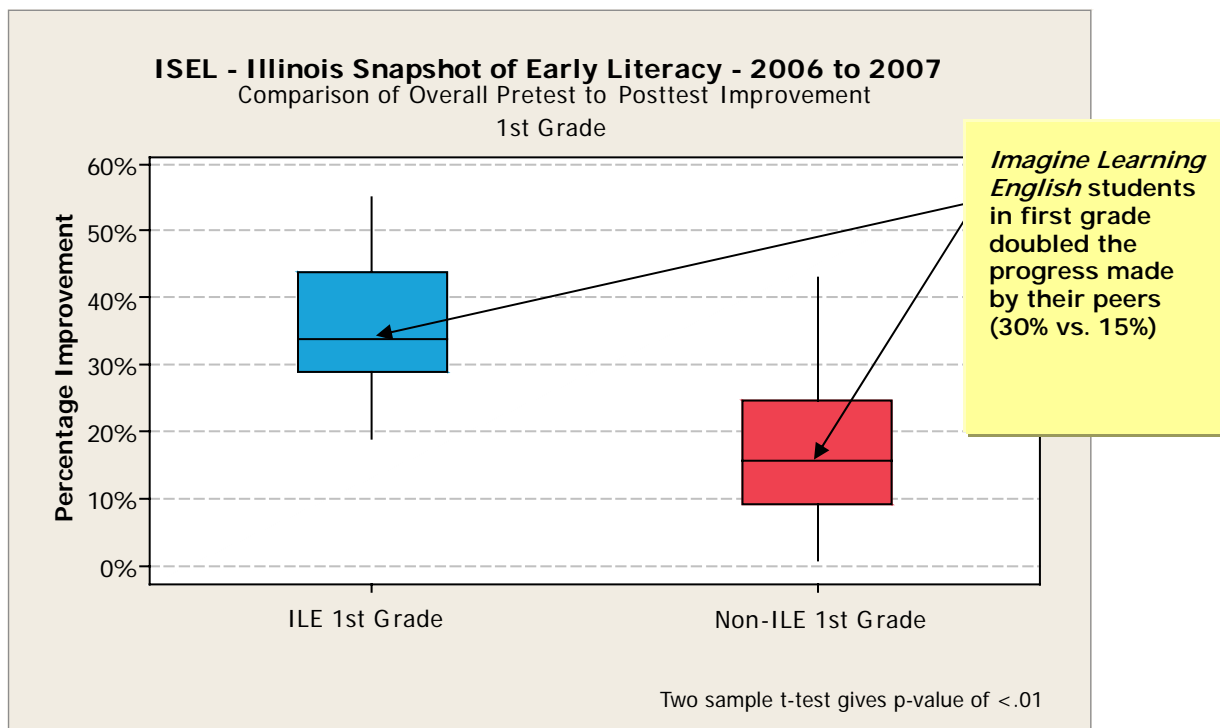 ISEL - Illinois Snapshot of Early Literacy - 2006 to 2007
Comparison of Overall Pretest to Posttest Improvement
1st Grade
Percentage Improvement
60%
50%
40%
30%
20%
10%
0%
ILE 1st Grade
Non-ILE 1st Grade
Imagine Learning
English students
in first grade
doubled the
progress made
by their peers
(30% vs. 15%)
Two sample t-test gives p-value of <.01